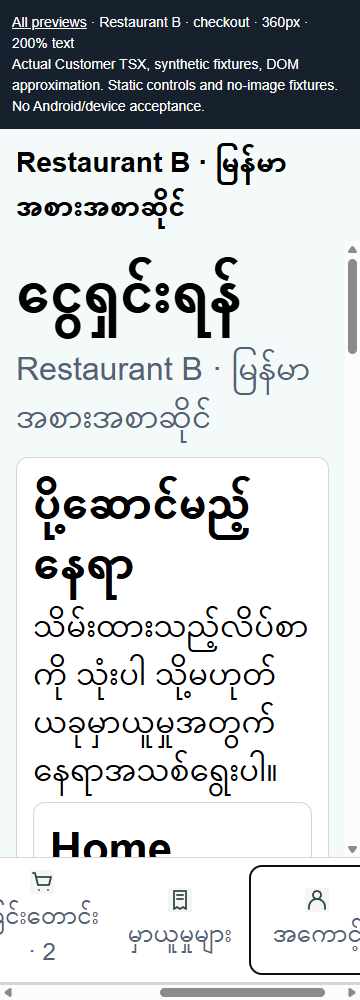 All previews · Restaurant B · checkout · 360px ·
200% text
Actual Customer TSX, synthetic fixtures, DOM
approximation. Static controls and no-image fixtures.
No Android/device acceptance.
Restaurant B · မြန်မာ
အစားအစာဆိုင်
ငွေရှင်းရန်
Restaurant B · မြန်မာ
အစားအစာဆိုင်
ပို့ဆောင်မည့်
နေရာ
သိမ်းထားသည့်လိပ်စာ
ကို သုံးပါ သို့မဟုတ်
ယခုမှာယူမှုအတွက်
နေရာအသစ်ရွေးပါ။
Home
· 2
မှာယူမှုများ